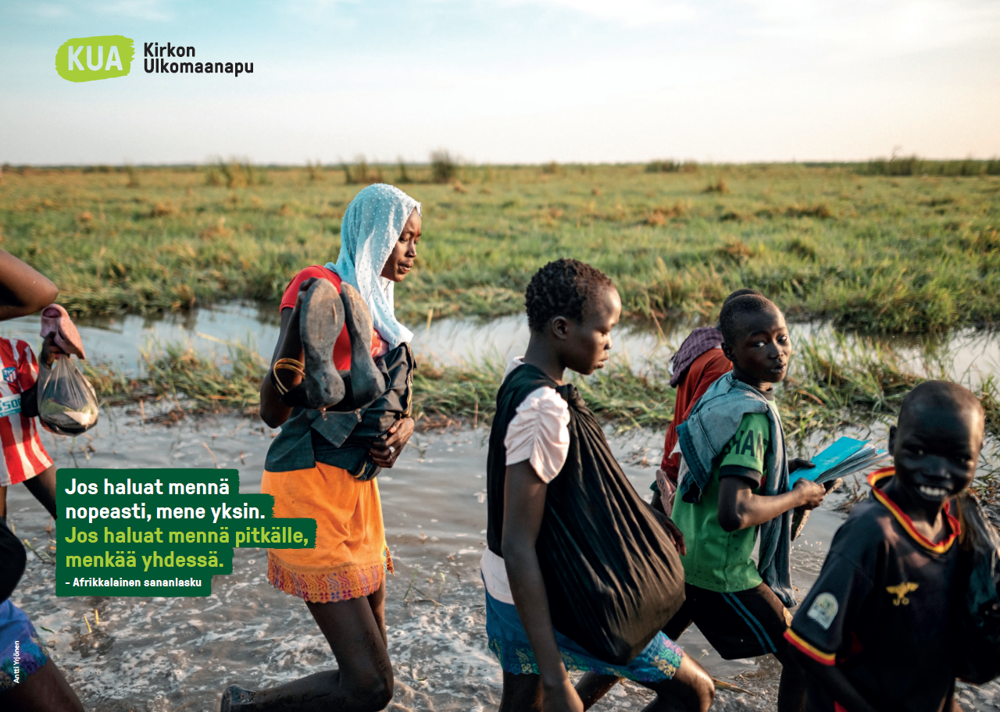 KUA
Kirkon
Ulkomaanapu
SHAN
Jos haluat mennä
nopeasti, mene yksin.
Jos haluat mennä pitkälle,
menkää yhdessä.
- Afrikkalainen sananlasku
Antti Yrjönen